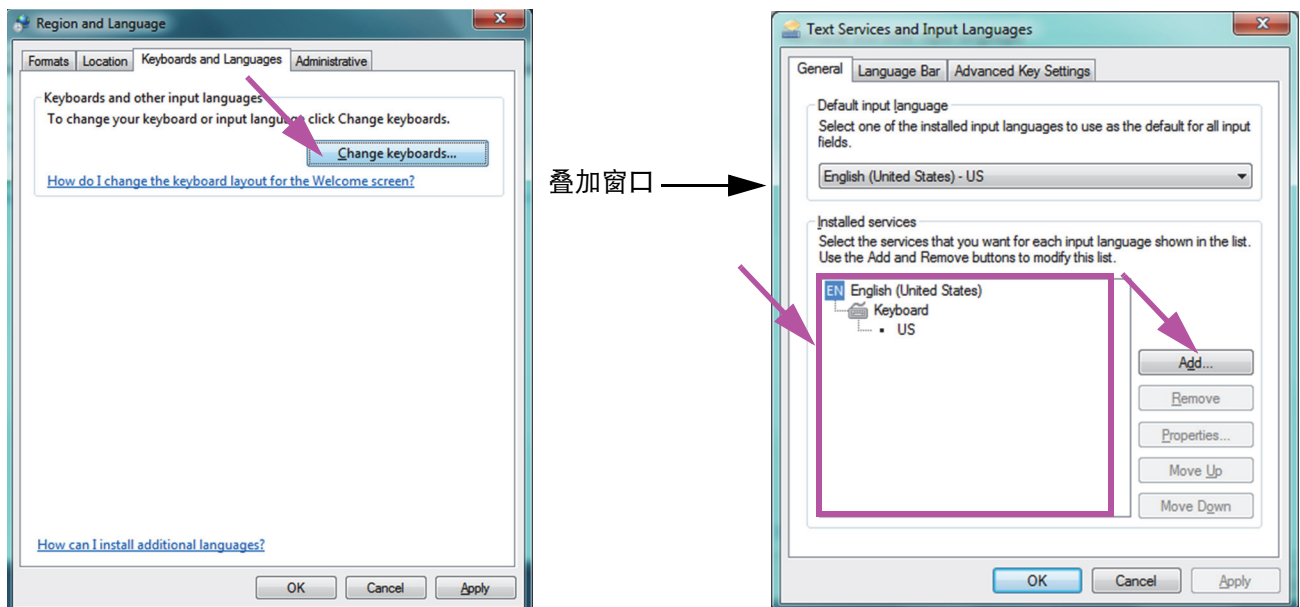 Region and Language
Formats Location Keyboards and Languages Administrative
Keyboards and other input languages
To change your keyboard or input language click Change keyboards.
Change keyboards...
How do I change the keyboard layout for the Welcome screen?
How can I install additional languages?
OK Cancel Apply
叠加窗口
Text Services and Input Languages
General Language Bar Advanced Key Settings
Default input language
Select one of the installed input languages to use as the default for all input
fields.
English (United States) - US
Installed services
Select the services that you want for each input language shown in the list.
Use the Add and Remove buttons to modify this list.
EN English (United States)
Keyboard
US
Add...
Remove
Properties...
Move Up
Move Down
OK Cancel Apply